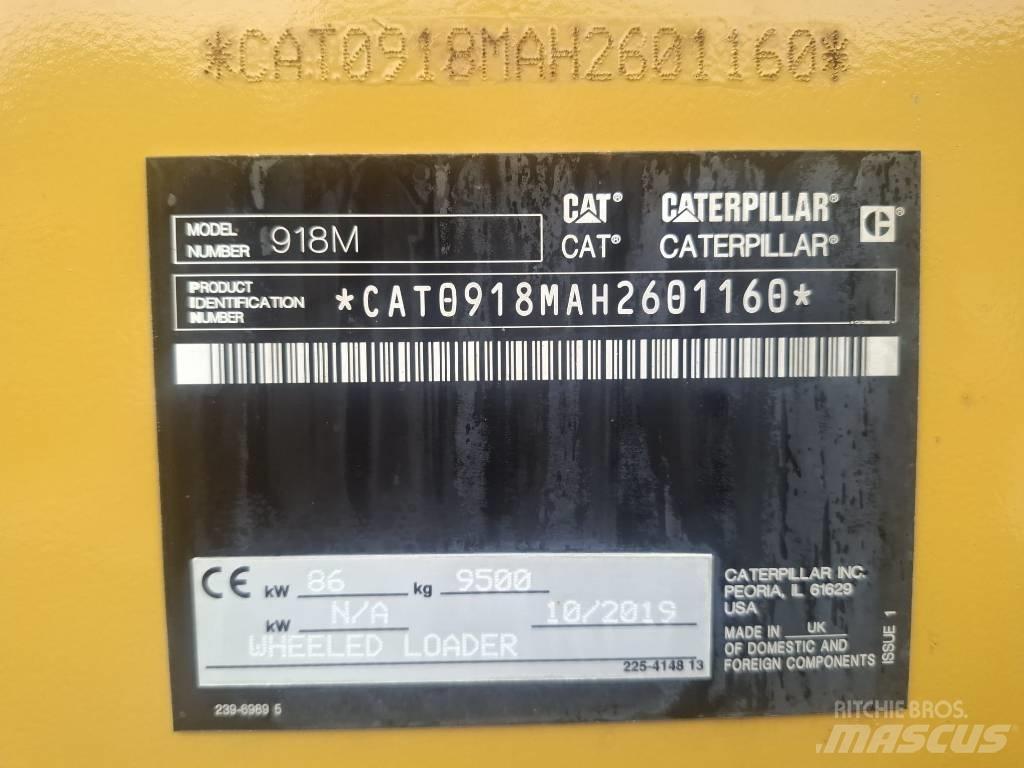 *CAT0918MAH2601160*
MODEL NUMBER 918M
CAT® CATERPILLAR®
CAT® CATERPILLAR®
PRODUCT IDENTIFICATION NUMBER *CAT0918MAH2601160*
CE kW 86 kg 9500
kW N/A 10/2019
WHEELED LOADER
225-4148 13
239-6989 5
CATERPILLAR INC.
PEORIA, IL 61629
USA
MADE IN UK
OF DOMESTIC AND
FOREIGN COMPONENTS
ISSUE 1
RITCHIE BROS.
MASCUS